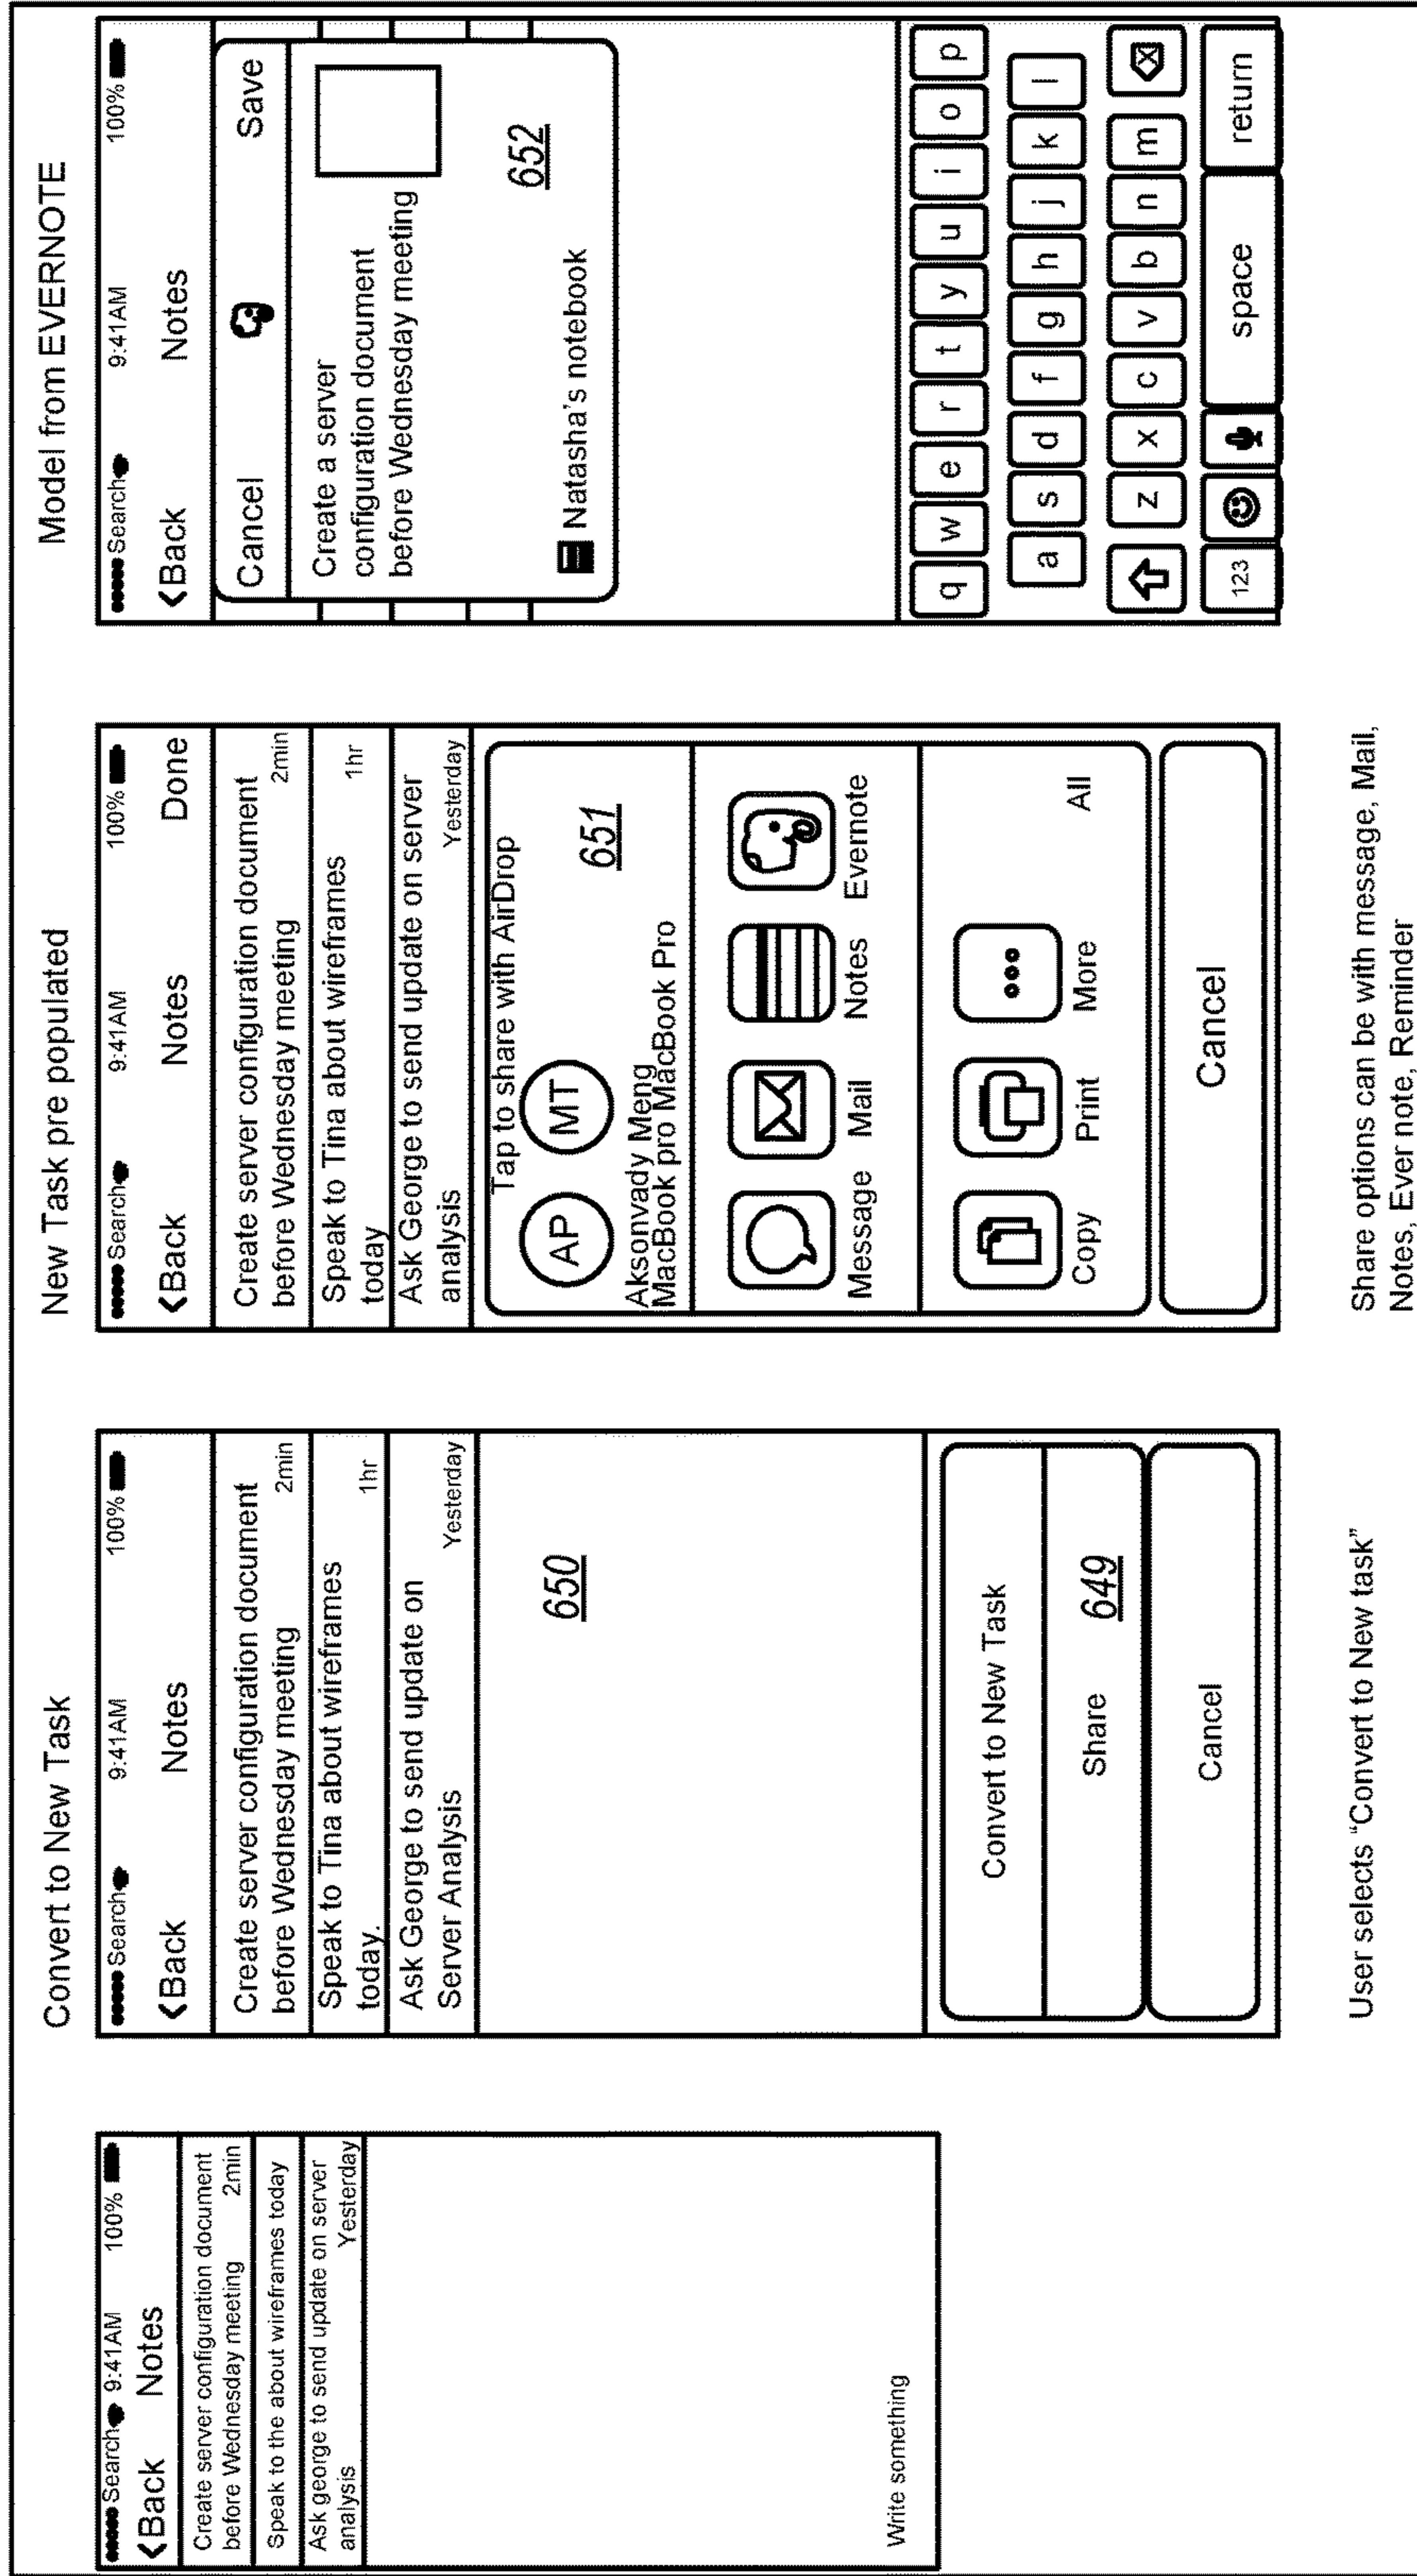 Search 9:41AM 100%
Back Notes
Create server configuration document
before Wednesday meeting 2min
Speak to the about wireframes today
Ask george to send update on server
analysis Yesterday
Write something
Convert to New Task
Search 9:41AM 100%
Back Notes
Create server configuration document
before Wednesday meeting 2min
Speak to Tina about wireframes
today. 1hr
Ask George to send update on
Server Analysis Yesterday
650
Convert to New Task
Share 649
Cancel
User selects “Convert to New task”
New Task pre populated
Search 9:41AM 100%
Back Notes Done
Create server configuration document
before Wednesday meeting 2min
Speak to Tina about wireframes
today 1hr
Ask George to send update on server
analysis Yesterday
Tap to share with AirDrop
AP MT
651
Aksonvady Meng
MacBook pro MacBook Pro
Message Mail Notes Evernote
Copy Print More All
Cancel
Share options can be with message, Mail,
Notes, Ever note, Reminder
Model from EVERNOTE
Search 9:41AM 100%
Back Notes
Cancel Save
Create a server
configuration document
before Wednesday meeting
652
Natasha's notebook
q w e r t y u i o p
a s d f g h j k l
z x c v b n m
123 space return